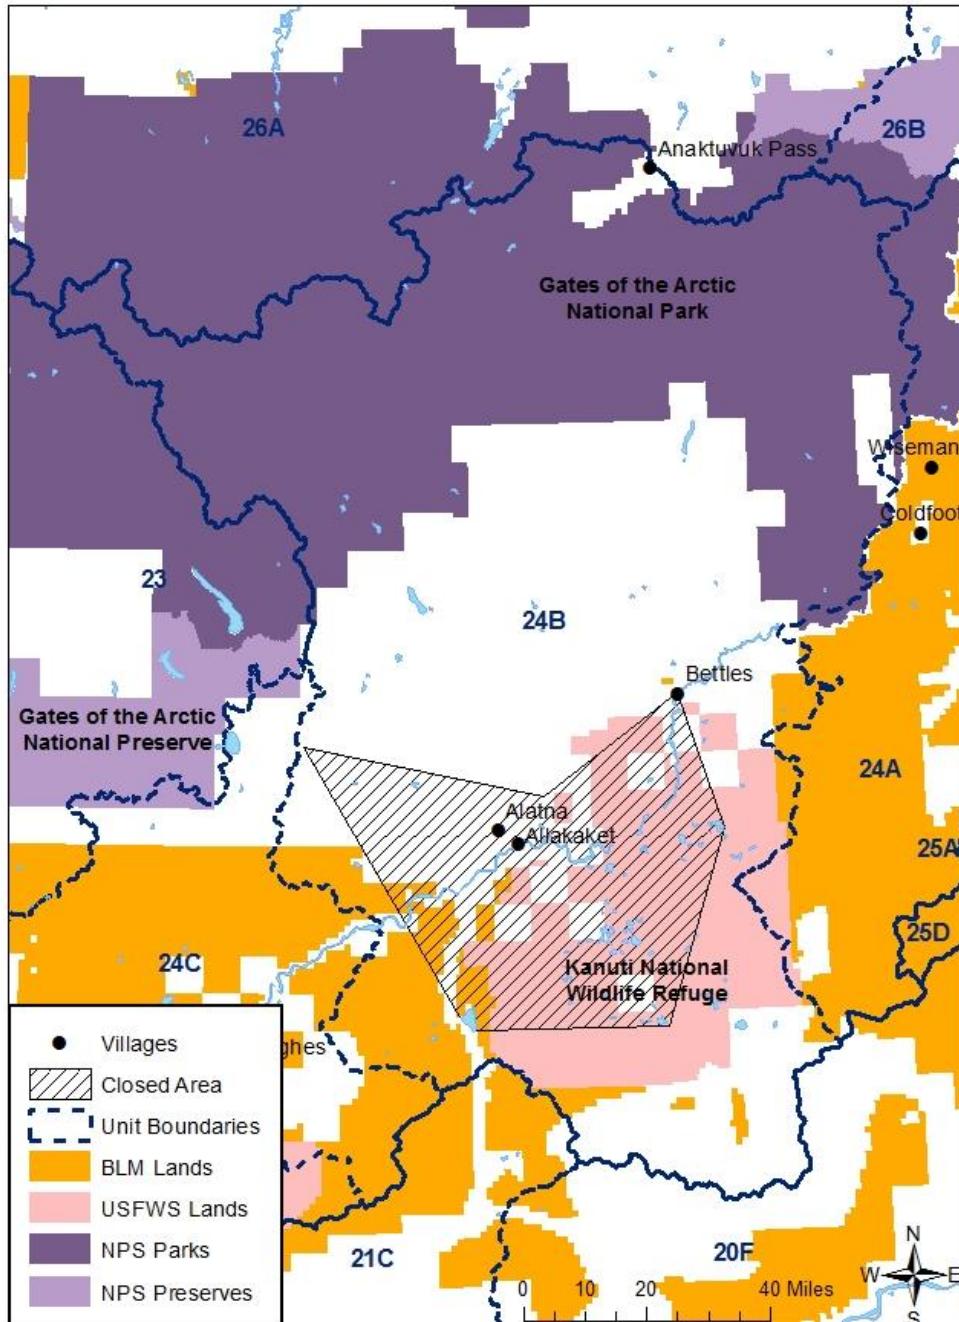 26A
26B
Anaktuvuk Pass
Gates of the Arctic
National Park
Wiseman
Coldfoot
23
24B
Bettles
Gates of the Arctic
National Preserve
24A
Alatna
Allakaket
25A
25D
24C
Kanuti National
Wildlife Refuge
ghes
Villages
Closed Area
Unit Boundaries
BLM Lands
USFWS Lands
NPS Parks
NPS Preserves
21C
20F
N
W
E
S
0 10 20 40 Miles